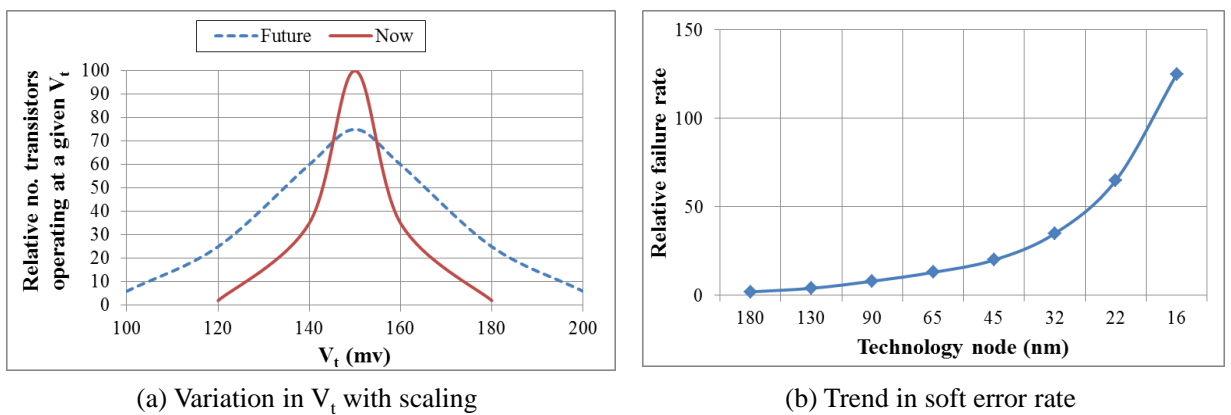 Future Now
Relative no. transistors
operating at a given Vt
100
90
80
70
60
50
40
30
20
10
0
100 120 140 160 180 200
Vt (mv)
(a) Variation in Vt with scaling
Relative failure rate
150
100
50
0
180 130 90 65 45 32 22 16
Technology node (nm)
(b) Trend in soft error rate